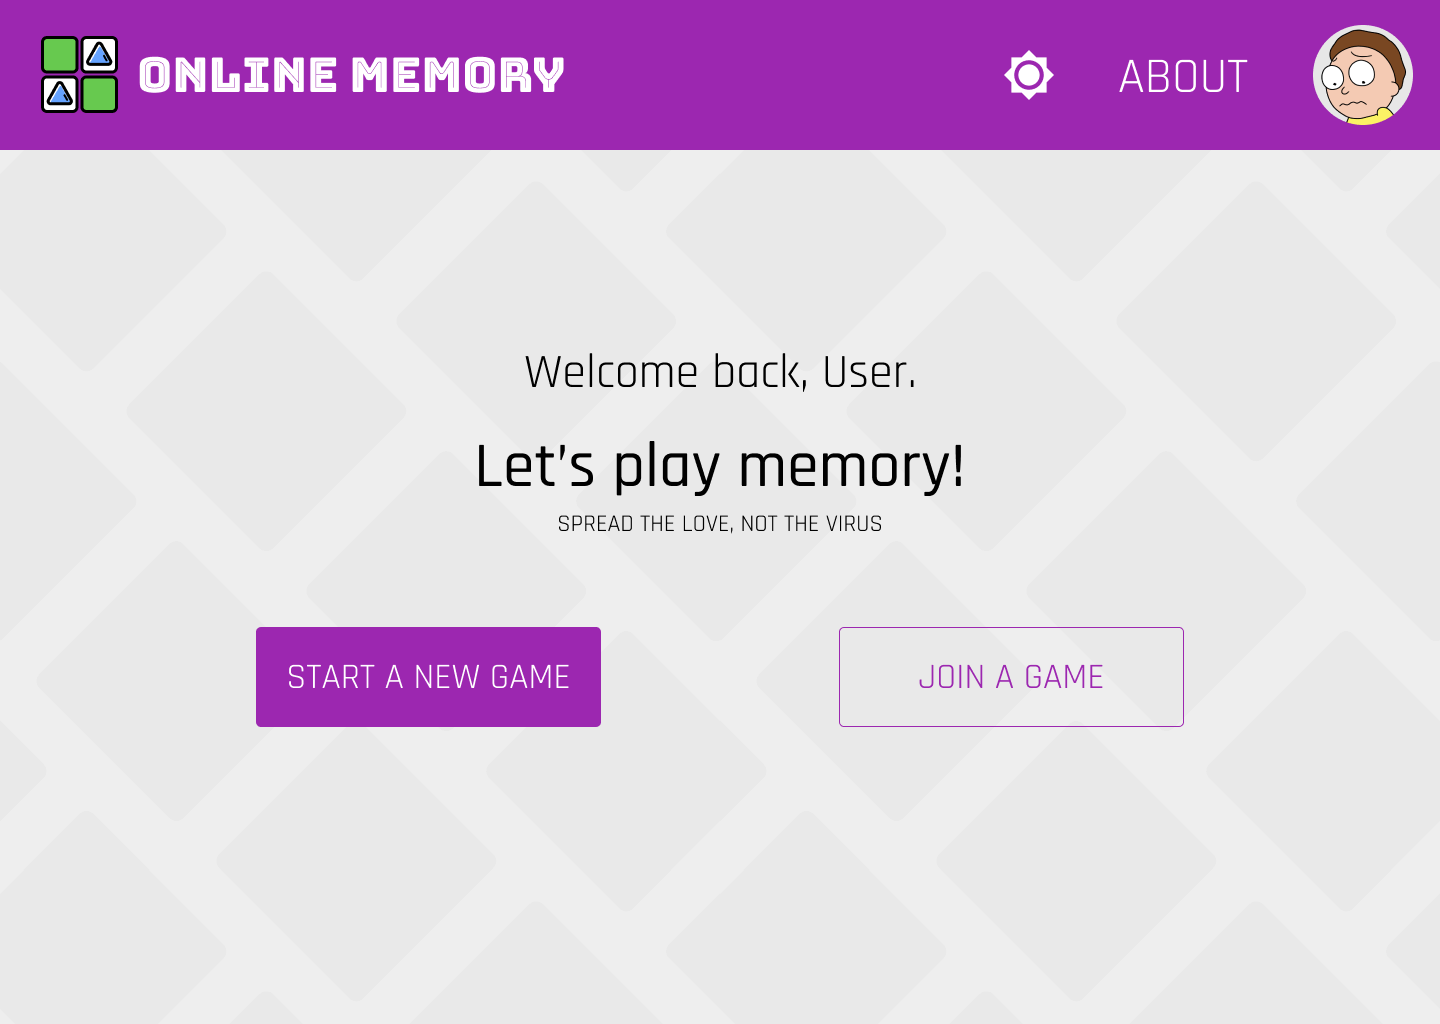 ONLINE MEMORY
ABOUT
Welcome back, User.
Let's play memory!
SPREAD THE LOVE, NOT THE VIRUS
START A NEW GAME
JOIN A GAME